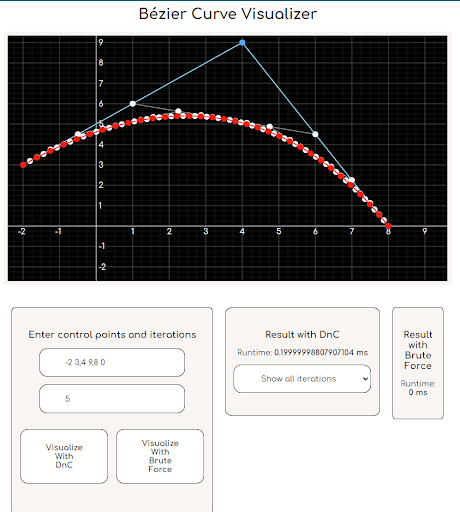 Bézier Curve Visualizer
9
8
7
6
5
4
3
2
1
-2 -1 1 2 3 4 5 6 7 8 9
-1
-2
Enter control points and iterations
-2 3,4 9,8 0
5
Visualize
With
DnC
Visualize
With
Brute
Force
Result with DnC
Runtime: 0.19999998807907104 ms
Show all iterations
Result
with
Brute
Force
Runtime:
0 ms